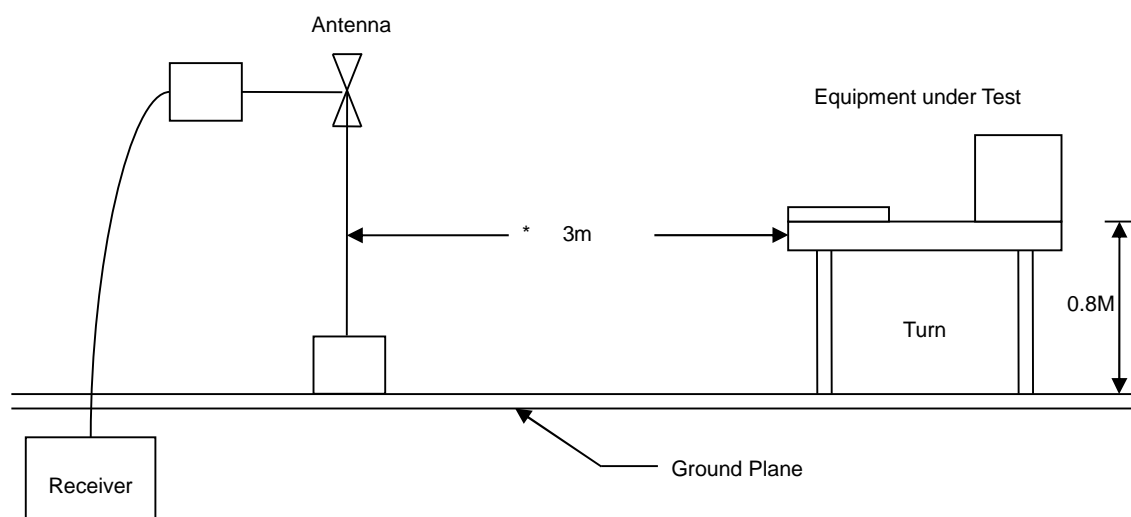 Antenna
Equipment under Test
* 3m
0.8M
Turn
Ground Plane
Receiver